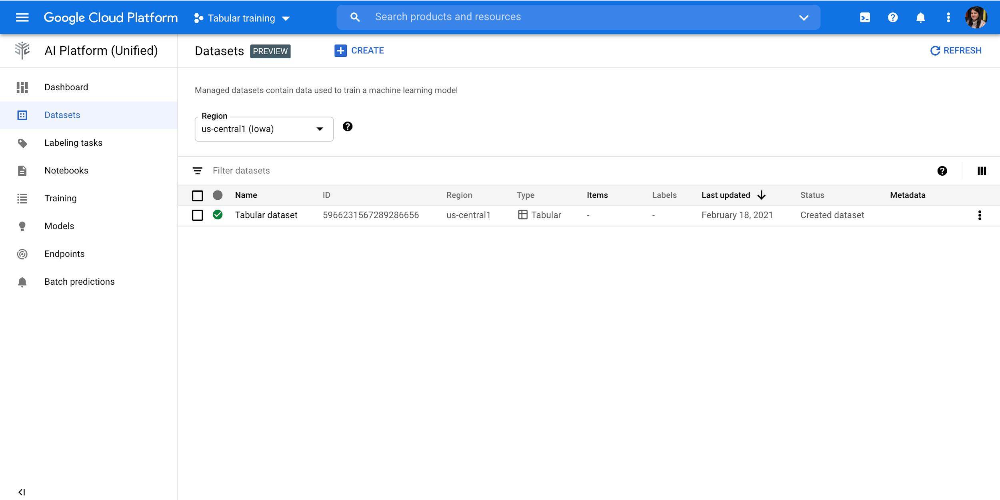 Google Cloud Platform Tabular training Search products and resources
AI Platform (Unified)
Datasets PREVIEW CREATE REFRESH
Dashboard
Datasets
Labeling tasks
Notebooks
Training
Models
Endpoints
Batch predictions
Managed datasets contain data used to train a machine learning model
Region
us-central1 (Iowa)
Filter datasets
Name ID Region Type Items Labels Last updated Status Metadata
Tabular dataset 5966231567289286656 us-central1 Tabular - - February 18, 2021 Created dataset